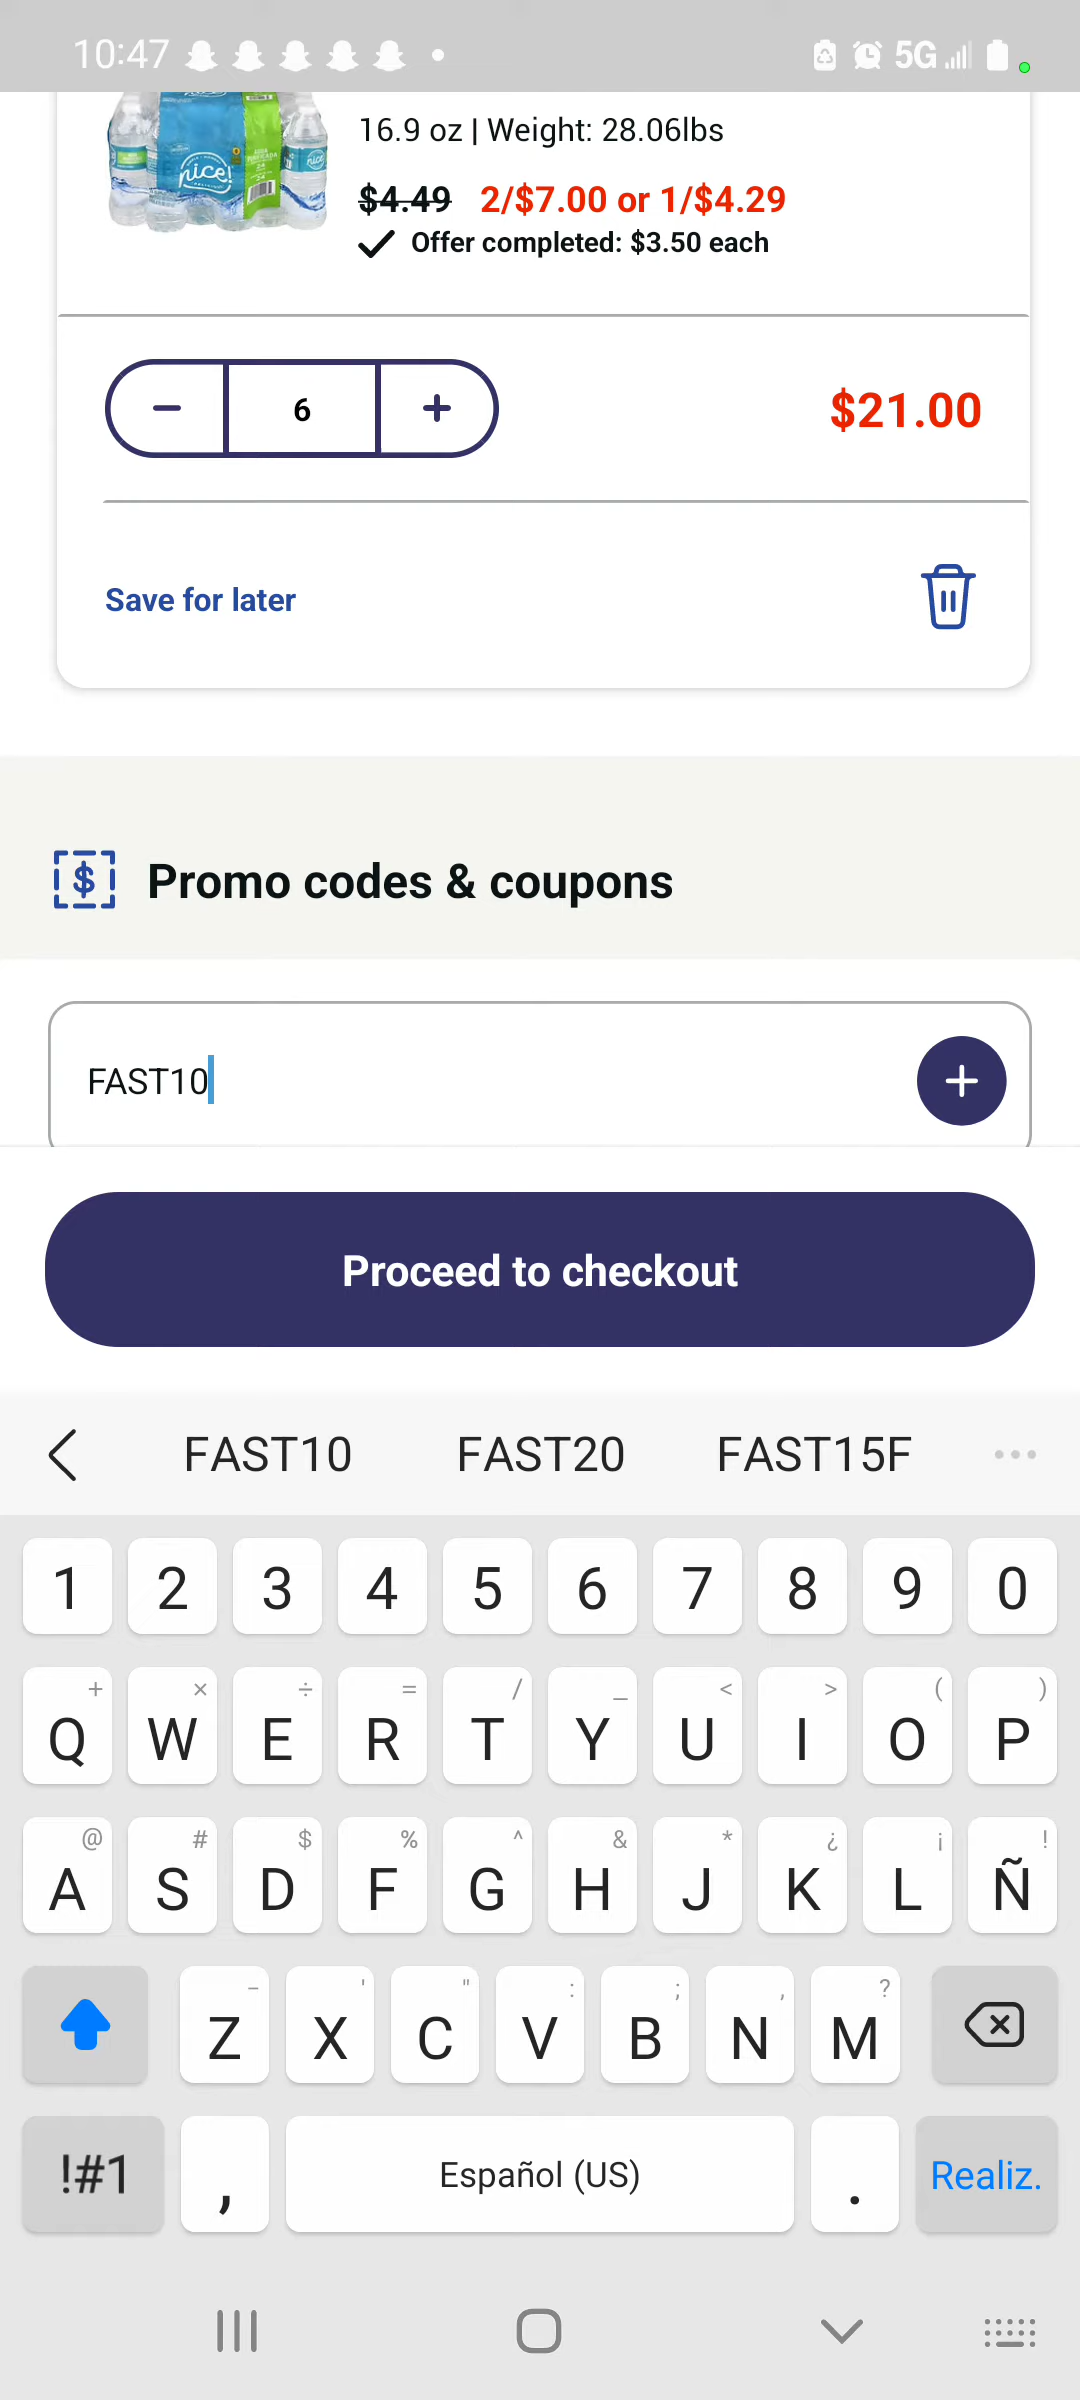 10:47 5G
nice!
nice!
16.9 oz | Weight: 28.06lbs
$4.49 2/$7.00 or 1/$4.29
Offer completed: $3.50 each
− 6 + $21.00
Save for later
$ Promo codes & coupons
FAST10 +
Proceed to checkout
FAST10 FAST20 FAST15F ...
1 2 3 4 5 6 7 8 9 0
+ × ÷ = / _ < > ( )
Q W E R T Y U I O P
@ # $ % ^ & * ¿ ¡ !
A S D F G H J K L Ñ
- ' " : ; , ?
Z X C V B N M
!#1 , Español (US) . Realiz.